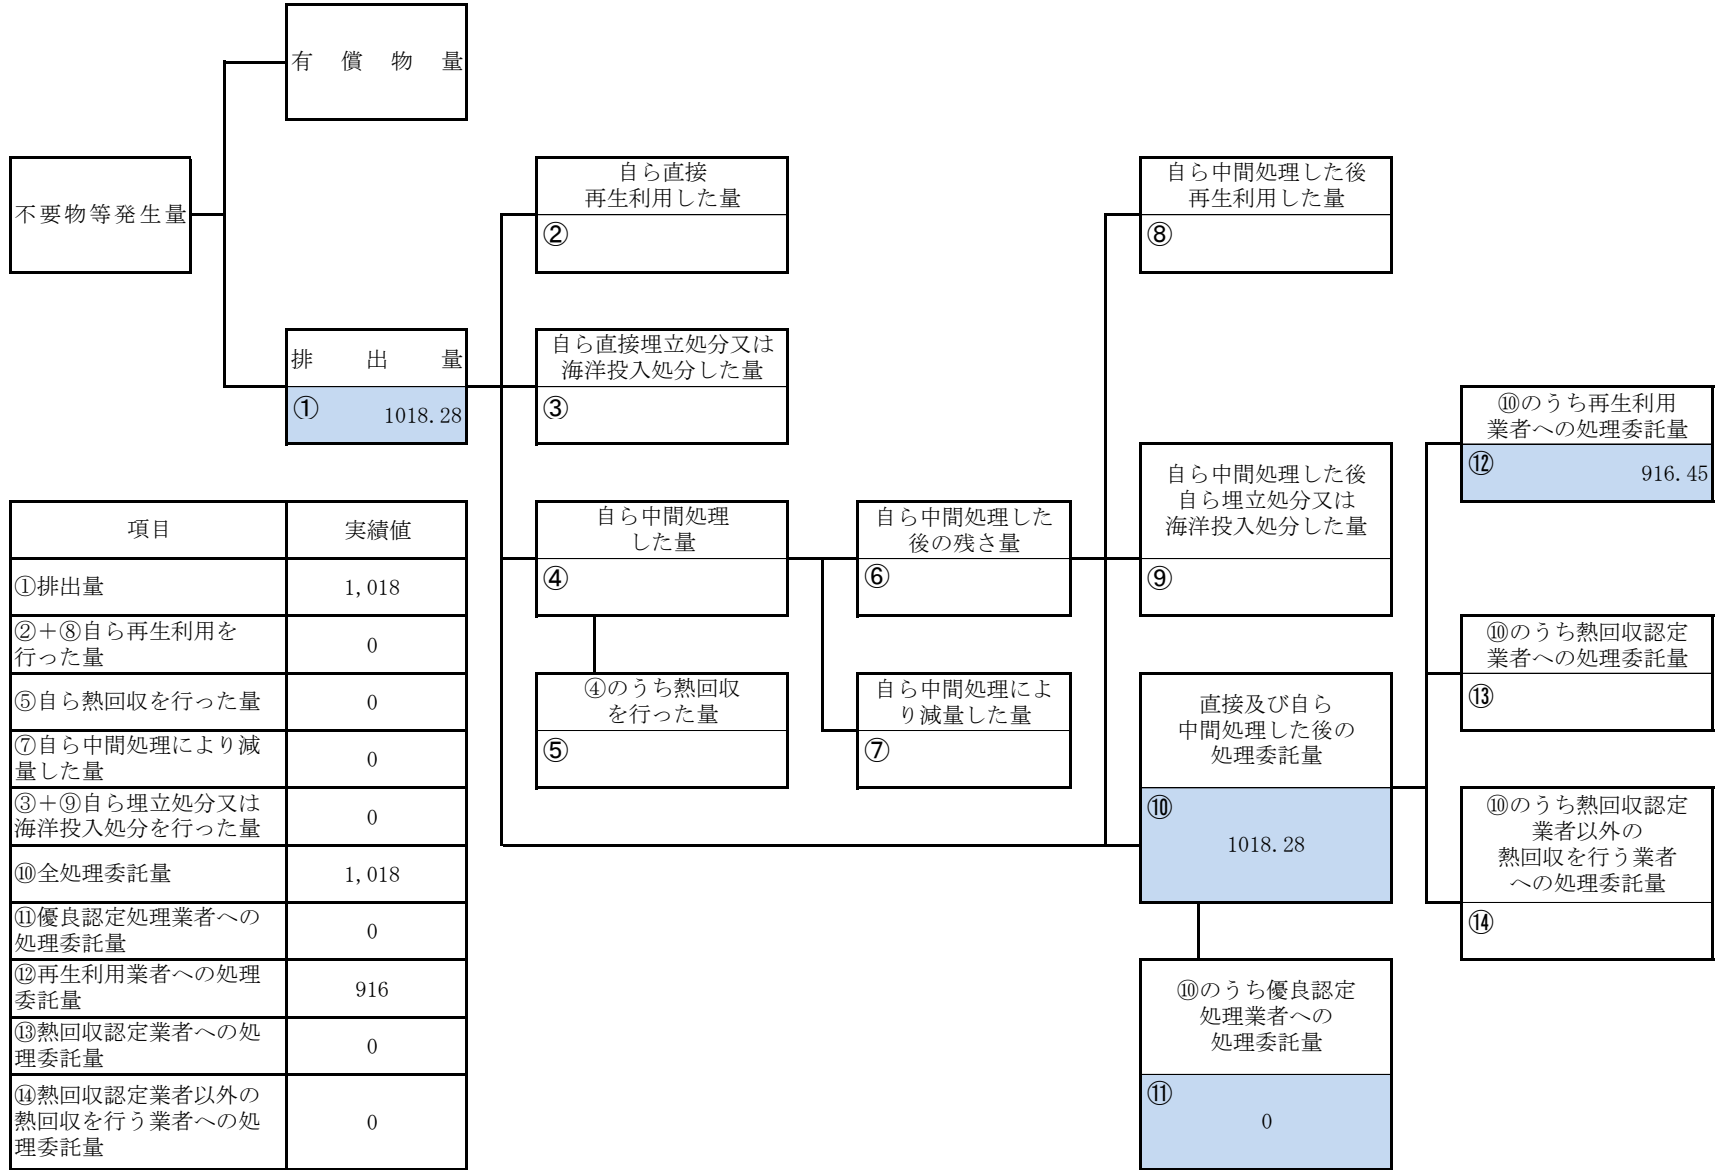 有償物量
不要物等発生量
排出量
① 1018.28
自ら直接
再生利用した量
②
自ら直接埋立処分又は
海洋投入処分した量
③
自ら中間処理
した量
④
④のうち熱回収
を行った量
⑤
自ら中間処理した
後の残さ量
⑥
自ら中間処理によ
り減量した量
⑦
自ら中間処理した後
再生利用した量
⑧
自ら中間処理した後
自ら埋立処分又は
海洋投入処分した量
⑨
直接及び自ら
中間処理した後の
処理委託量
⑩
1018.28
⑩のうち優良認定
処理業者への
処理委託量
⑪
0
⑩のうち再生利用
業者への処理委託量
⑫ 916.45
⑩のうち熱回収認定
業者への処理委託量
⑬
⑩のうち熱回収認定
業者以外の
熱回収を行う業者
への処理委託量
⑭
項目 実績値
①排出量 1,018
②+⑧自ら再生利用を
行った量 0
⑤自ら熱回収を行った量 0
⑦自ら中間処理により減
量した量 0
③+⑨自ら埋立処分又は
海洋投入処分を行った量 0
⑩全処理委託量 1,018
⑪優良認定処理業者への
処理委託量 0
⑫再生利用業者への処理
委託量 916
⑬熱回収認定業者への処
理委託量 0
⑭熱回収認定業者以外の
熱回収を行う業者への処
理委託量 0